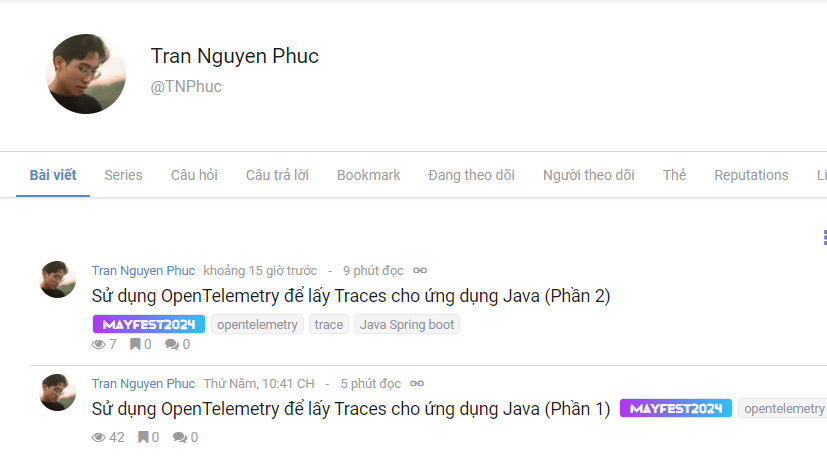 Tran Nguyen Phuc
@TNPhuc
Bài viết Series Câu hỏi Câu trả lời Bookmark Đang theo dõi Người theo dõi Thẻ Reputations Li
Tran Nguyen Phuc khoảng 15 giờ trước - 9 phút đọc
Sử dụng OpenTelemetry để lấy Traces cho ứng dụng Java (Phần 2)
MAYFEST2024 opentelemetry trace Java Spring boot
7 0 0
Tran Nguyen Phuc Thứ Năm, 10:41 CH - 5 phút đọc
Sử dụng OpenTelemetry để lấy Traces cho ứng dụng Java (Phần 1) MAYFEST2024 opentelemetry
42 0 0